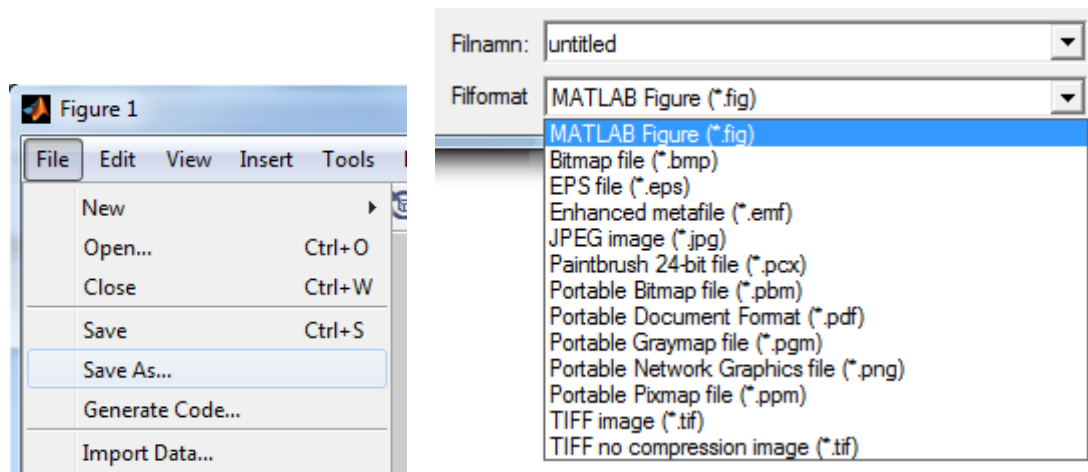 Figure 1
File Edit View Insert Tools
New
Open... Ctrl+O
Close Ctrl+W
Save Ctrl+S
Save As...
Generate Code...
Import Data...
Filnamn: untitled
Filformat MATLAB Figure (*.fig)
MATLAB Figure (*.fig)
Bitmap file (*.bmp)
EPS file (*.eps)
Enhanced metafile (*.emf)
JPEG image (*.jpg)
Paintbrush 24-bit file (*.pcx)
Portable Bitmap file (*.pbm)
Portable Document Format (*.pdf)
Portable Graymap file (*.pgm)
Portable Network Graphics file (*.png)
Portable Pixmap file (*.ppm)
TIFF image (*.tif)
TIFF no compression image (*.tif)